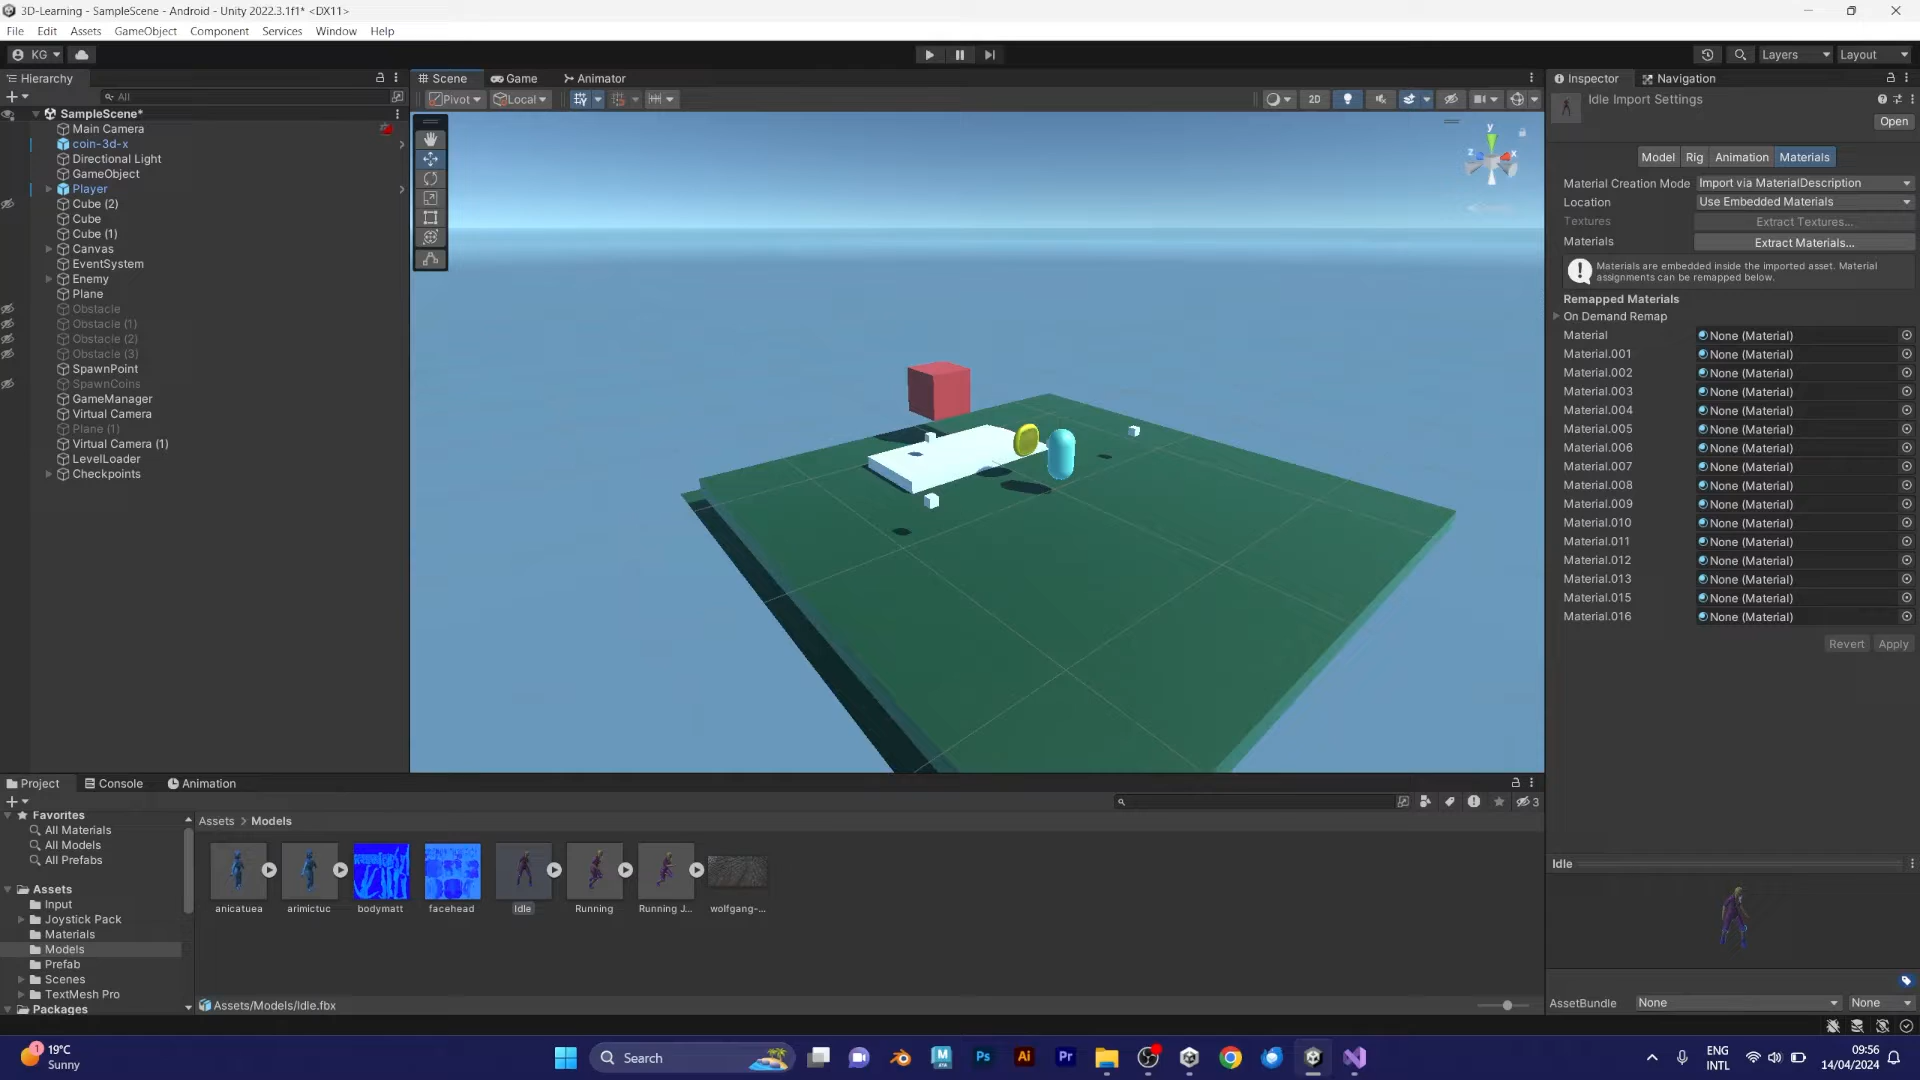 3D-Learning - SampleScene - Android - Unity 2022.3.1f1* <DX11>
File Edit Assets GameObject Component Services Window Help
KG
Layers Layout
Hierarchy
All
SampleScene*
Main Camera
coin-3d-x
Directional Light
GameObject
Player
Cube (2)
Cube
Cube (1)
Canvas
EventSystem
Enemy
Plane
Obstacle
Obstacle (1)
Obstacle (2)
Obstacle (3)
SpawnPoint
SpawnCoins
GameManager
Virtual Camera
Plane (1)
Virtual Camera (1)
LevelLoader
Checkpoints
Scene Game Animator
Pivot Local 2D
y
z x
Inspector Navigation
Idle Import Settings
Open
Model Rig Animation Materials
Material Creation Mode Import via MaterialDescription
Location Use Embedded Materials
Textures Extract Textures...
Materials Extract Materials...
Materials are embedded inside the imported asset. Material
assignments can be remapped below.
Remapped Materials
On Demand Remap
Material None (Material)
Material.001 None (Material)
Material.002 None (Material)
Material.003 None (Material)
Material.004 None (Material)
Material.005 None (Material)
Material.006 None (Material)
Material.007 None (Material)
Material.008 None (Material)
Material.009 None (Material)
Material.010 None (Material)
Material.011 None (Material)
Material.012 None (Material)
Material.013 None (Material)
Material.015 None (Material)
Material.016 None (Material)
Revert Apply
Idle
AssetBundle None None
Project Console Animation
3
Favorites
All Materials
All Models
All Prefabs
Assets
Input
Joystick Pack
Materials
Models
Prefab
Scenes
TextMesh Pro
Packages
Assets > Models
anicatuea arimictuc bodymatt facehead Idle Running Running J... wolfgang-...
Assets/Models/Idle.fbx
1
19°C
Sunny
Search
Ps Ai Pr
ENG
INTL
09:56
14/04/2024